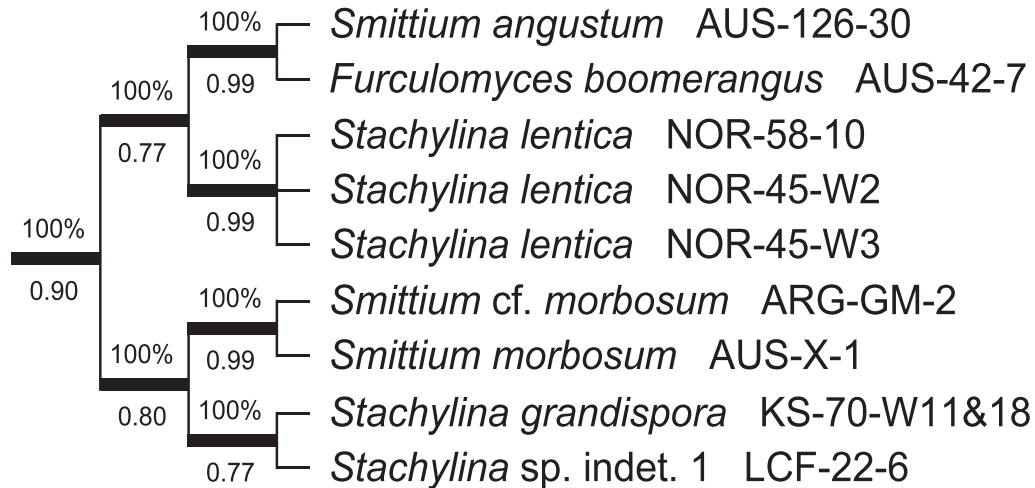 100% Smittium angustum AUS-126-30
0.99 Furculomyces boomerangus AUS-42-7
100%
0.77
Stachylina lentica NOR-58-10
100% Stachylina lentica NOR-45-W2
0.99
Stachylina lentica NOR-45-W3
100%
0.90
100% Smittium cf. morbosum ARG-GM-2
0.99 Smittium morbosum AUS-X-1
100%
0.80
100% Stachylina grandispora KS-70-W11&18
0.77 Stachylina sp. indet. 1 LCF-22-6